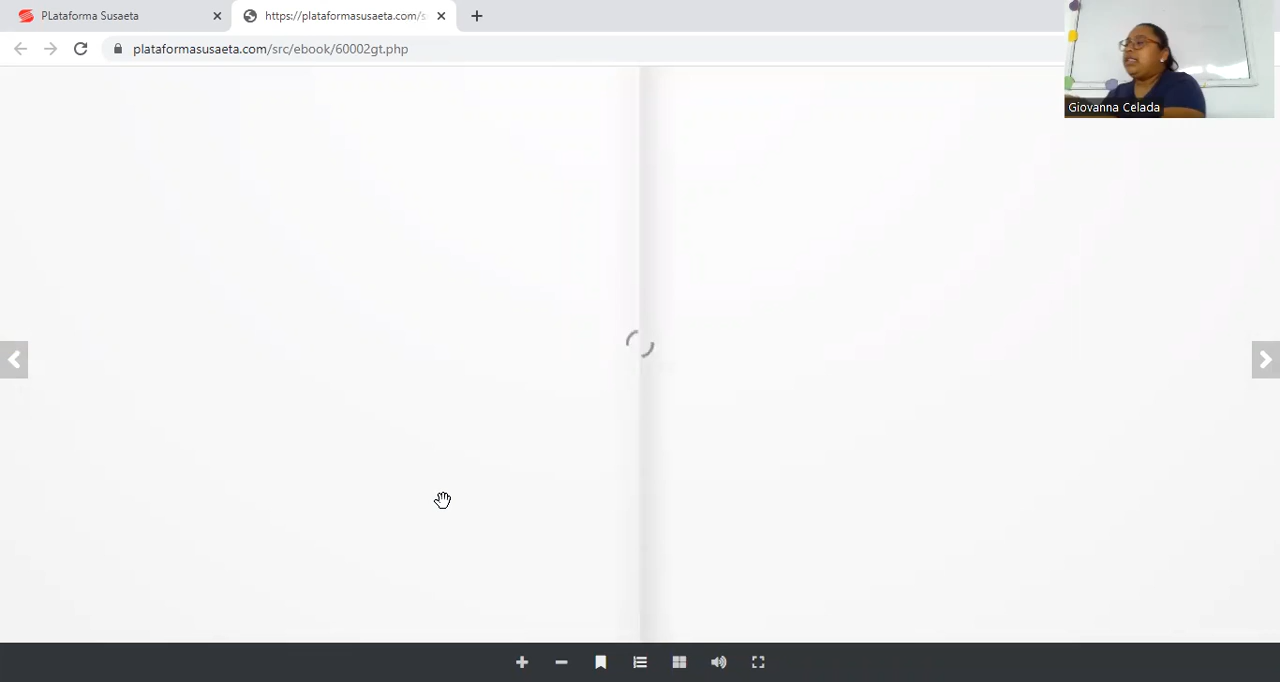 PLataforma Susaeta
https://plataformasusaeta.com/s
plataformasusaeta.com/src/ebook/60002gt.php
Giovanna Celada